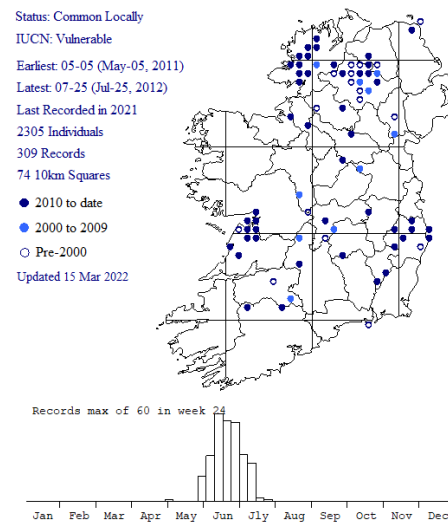 Status: Common Locally
IUCN: Vulnerable
Earliest: 05-05 (May-05, 2011)
Latest: 07-25 (Jul-25, 2012)
Last Recorded in 2021
2305 Individuals
309 Records
74 10km Squares
2010 to date
2000 to 2009
Pre-2000
Updated 15 Mar 2022
Records max of 60 in week 24
Jan Feb Mar Apr May Jun Jly Aug Sep Oct Nov Dec